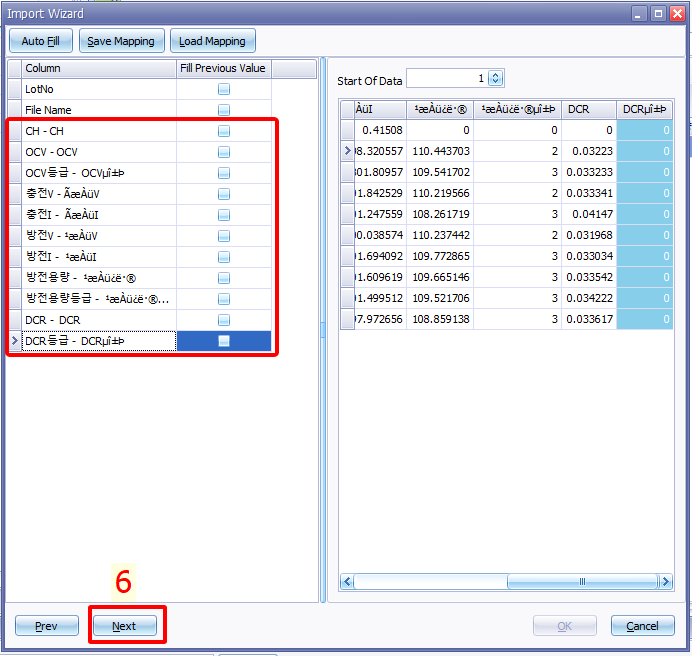 Import Wizard
Auto Fill Save Mapping Load Mapping
Column Fill Previous Value
LotNo
File Name
CH - CH
OCV - OCV
OCV등급 - OCVµî±Þ
충전V - ÃæÀüV
충전I - ÃæÀüI
방전V - ¹æÀüV
방전I - ¹æÀüI
방전용량 - ¹æÀü¿ë·®
방전용량등급 - ¹æÀü¿ë·®...
DCR - DCR
DCR등급 - DCRµî±Þ
Start Of Data 1
ÀüI ¹æÀü¿ë·® ¹æÀü¿ë·®µî±Þ DCR DCRµî±Þ
0.41508 0 0 0 0
08.320557 110.443703 2 0.03223 0
01.80957 109.541702 3 0.033233 0
01.842529 110.219566 2 0.033341 0
01.247559 108.261719 3 0.04147 0
00.038574 110.237442 2 0.031968 0
01.694092 109.772865 3 0.033034 0
01.609619 109.665146 3 0.033542 0
01.499512 109.521706 3 0.034222 0
07.972656 108.859138 3 0.033617 0
6
Prev Next OK Cancel